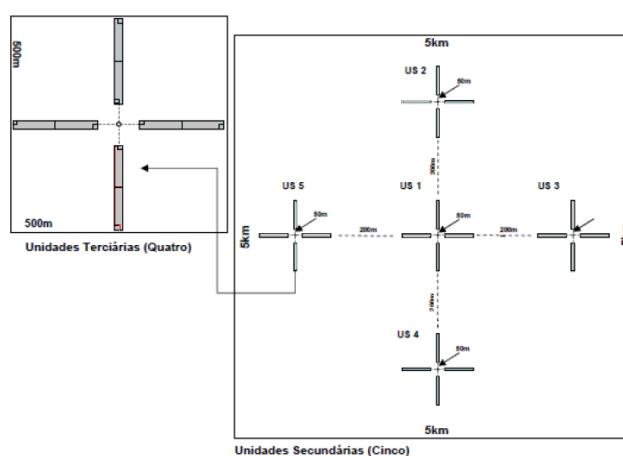 500m
500m
Unidades Terciárias (Quatro)
5km
US 2
50m
200m
US 5
US 1
US 3
50m
50m
5km
200m
200m
200m
US 4
50m
5km
Unidades Secundárias (Cinco)